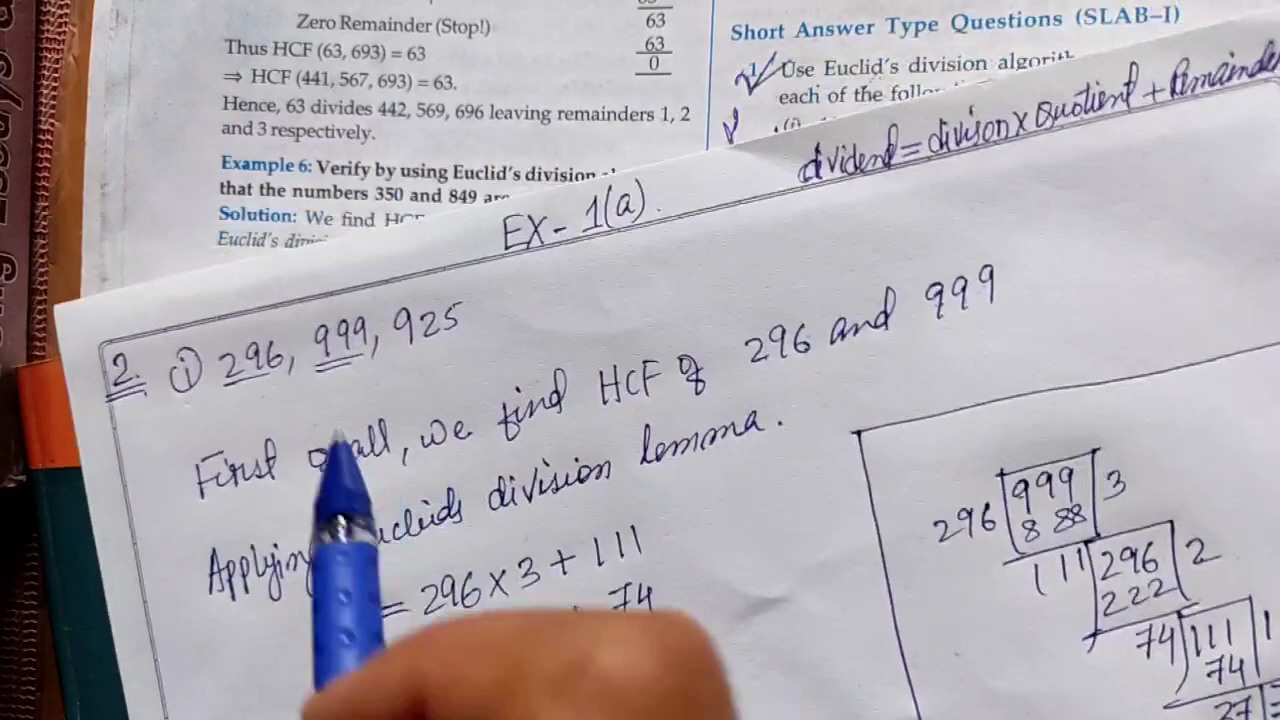 Zero Remainder (Stop!)
Thus HCF (63, 693) = 63
⇒ HCF (441, 567, 693) = 63.
Hence, 63 divides 442, 569, 696 leaving remainders 1, 2
and 3 respectively.
Example 6: Verify by using Euclid's division
that the numbers 350 and 849
Solution: We find
Euclid's
63
63
0
Short Answer Type Questions (SLAB–I)
1. Use Euclid's division
each of the
(i)
dividend = divison × Quotient + Remainder
EX - 1(a).
2. (i) 296, 999, 925
First all, we find HCF of 296 and 999
Applying division lemma.
= 296 × 3 + 111
74
296 999 3
8 88
111 296 2
222
74 111 1
74